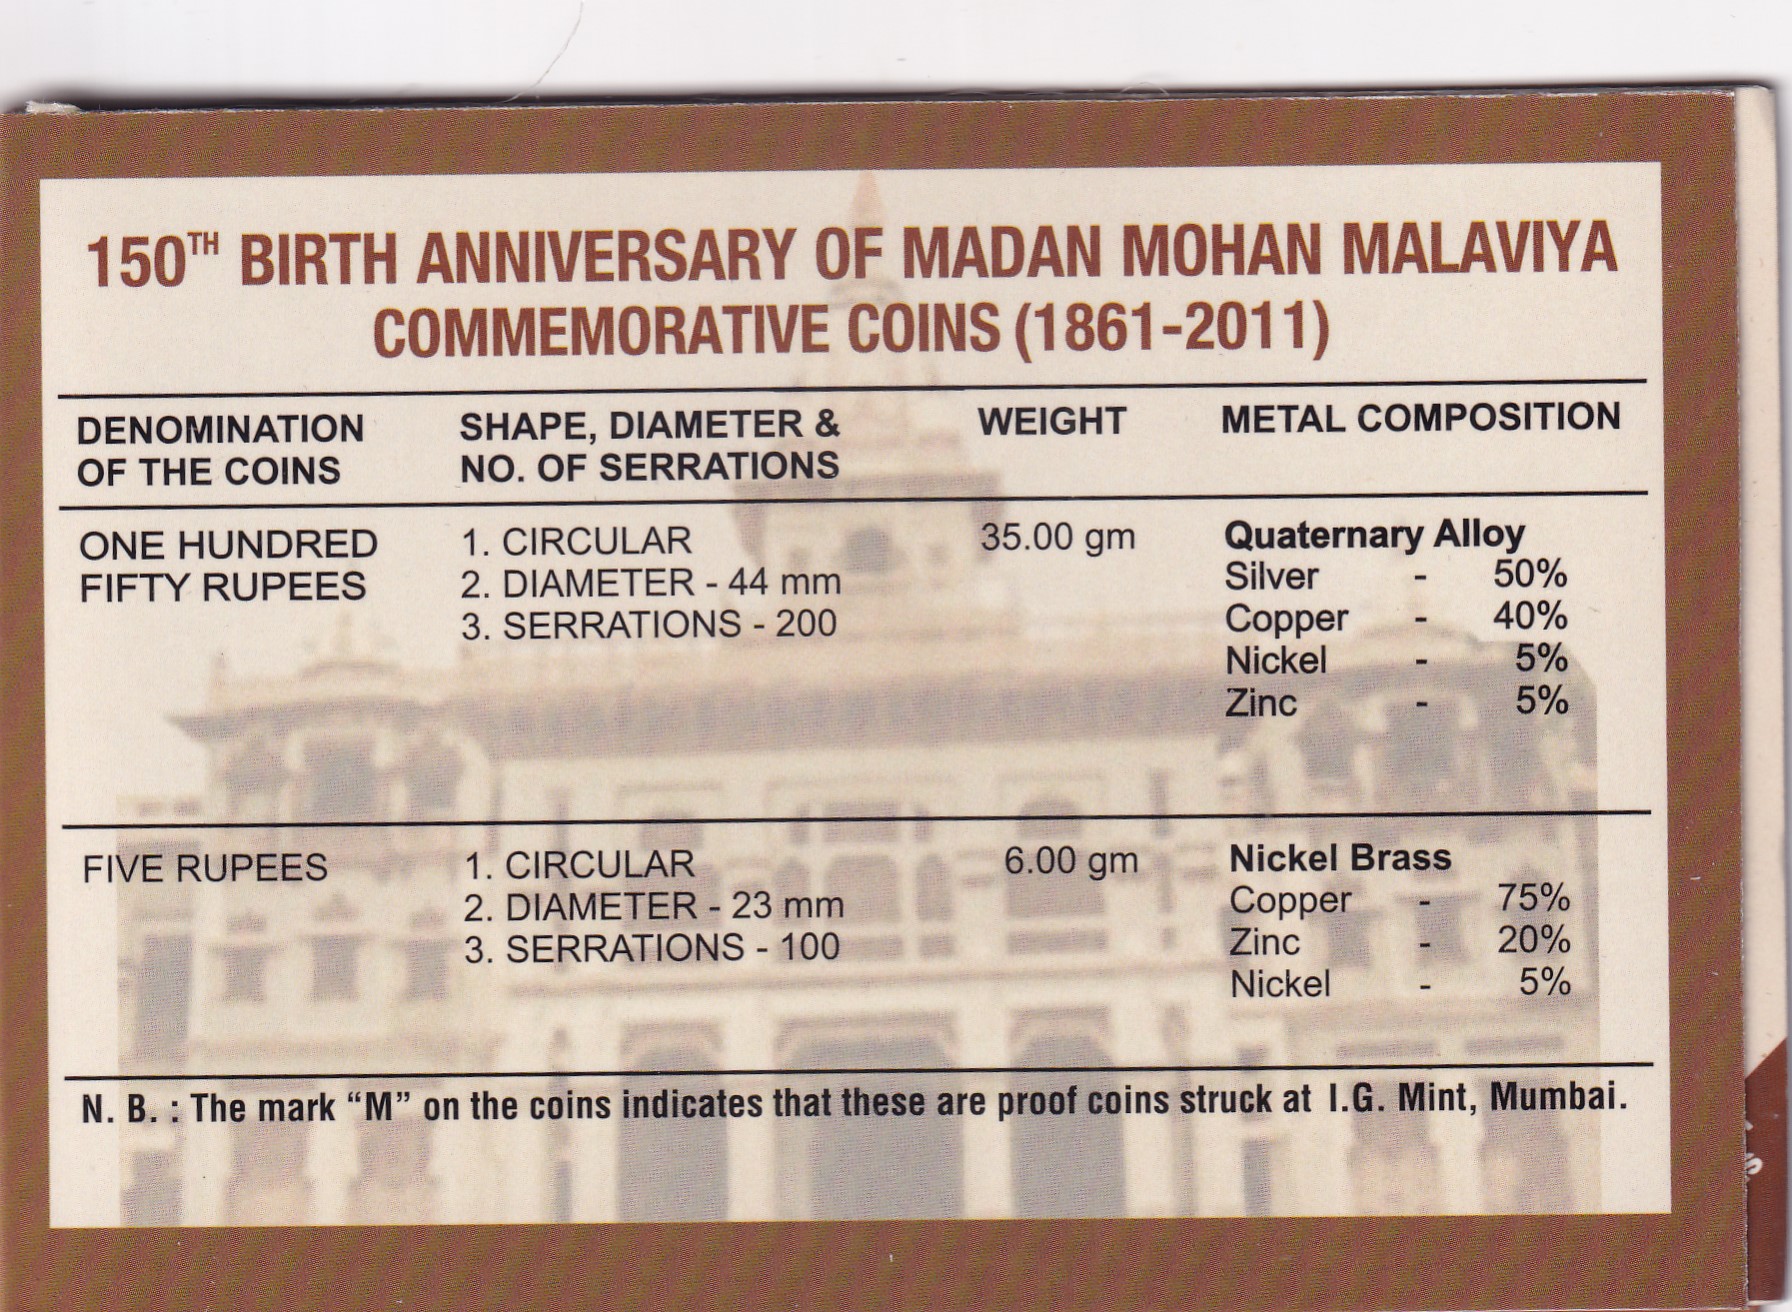 150TH BIRTH ANNIVERSARY OF MADAN MOHAN MALAVIYA
COMMEMORATIVE COINS (1861-2011)
DENOMINATION OF THE COINS
SHAPE, DIAMETER & NO. OF SERRATIONS
WEIGHT
METAL COMPOSITION
ONE HUNDRED FIFTY RUPEES
1. CIRCULAR
2. DIAMETER - 44 mm
3. SERRATIONS - 200
35.00 gm
Quaternary Alloy
Silver - 50%
Copper - 40%
Nickel - 5%
Zinc - 5%
FIVE RUPEES
1. CIRCULAR
2. DIAMETER - 23 mm
3. SERRATIONS - 100
6.00 gm
Nickel Brass
Copper - 75%
Zinc - 20%
Nickel - 5%
N. B. : The mark “M” on the coins indicates that these are proof coins struck at I.G. Mint, Mumbai.